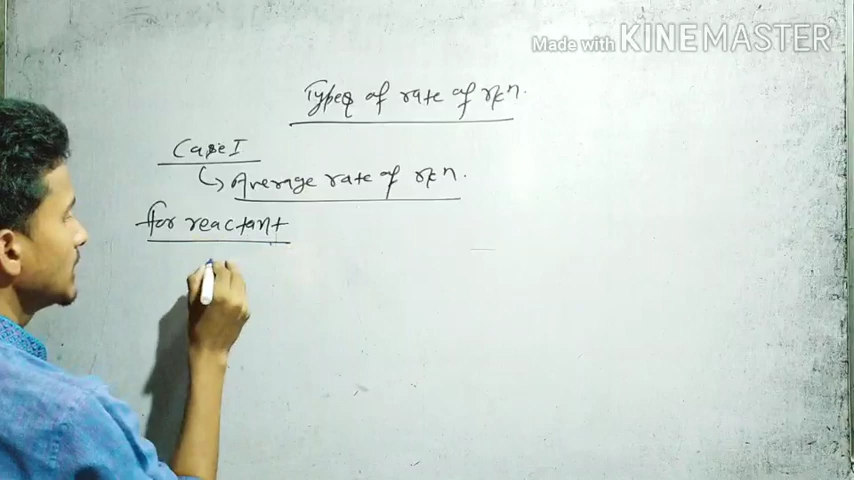 Made with KINEMASTER
Types of rate of rxn.
Case I
↳ Average rate of rxn.
for reactant